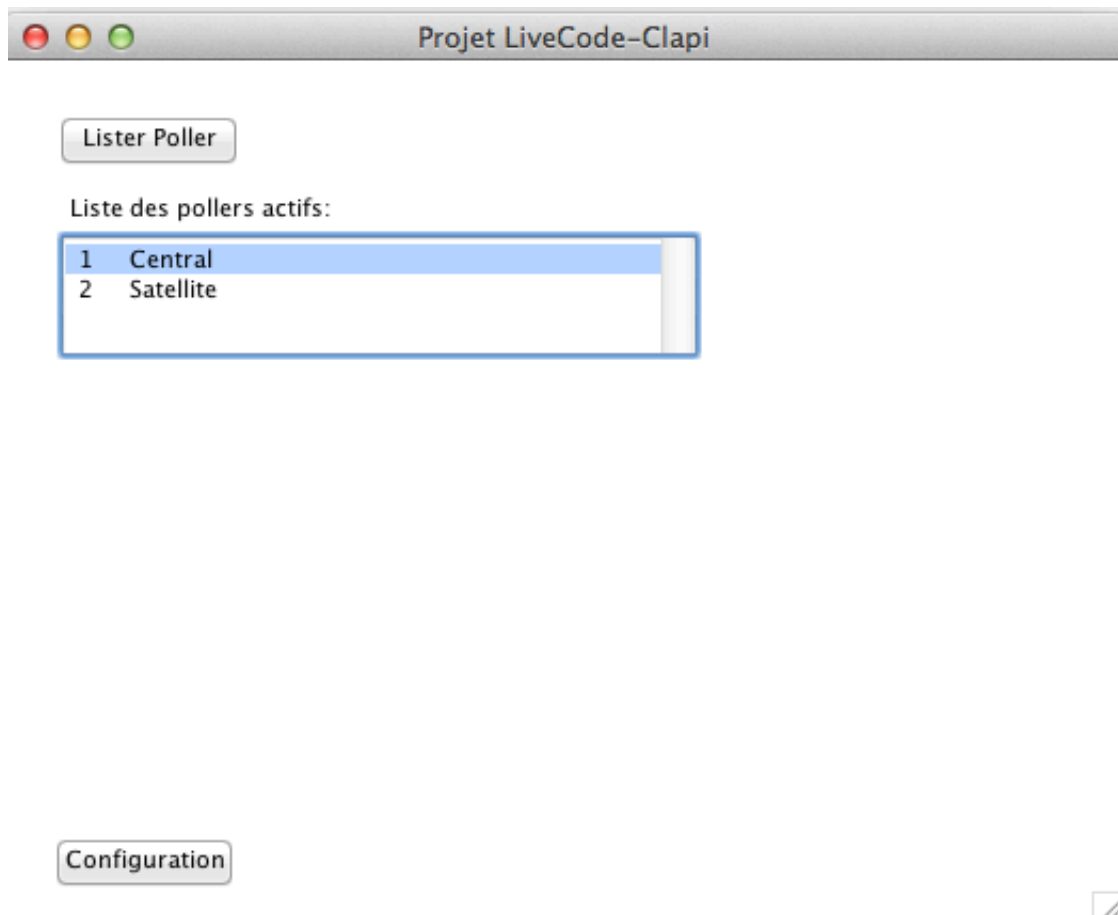 Projet LiveCode-Clapi
Lister Poller
Liste des pollers actifs:
1 Central
2 Satellite
Configuration